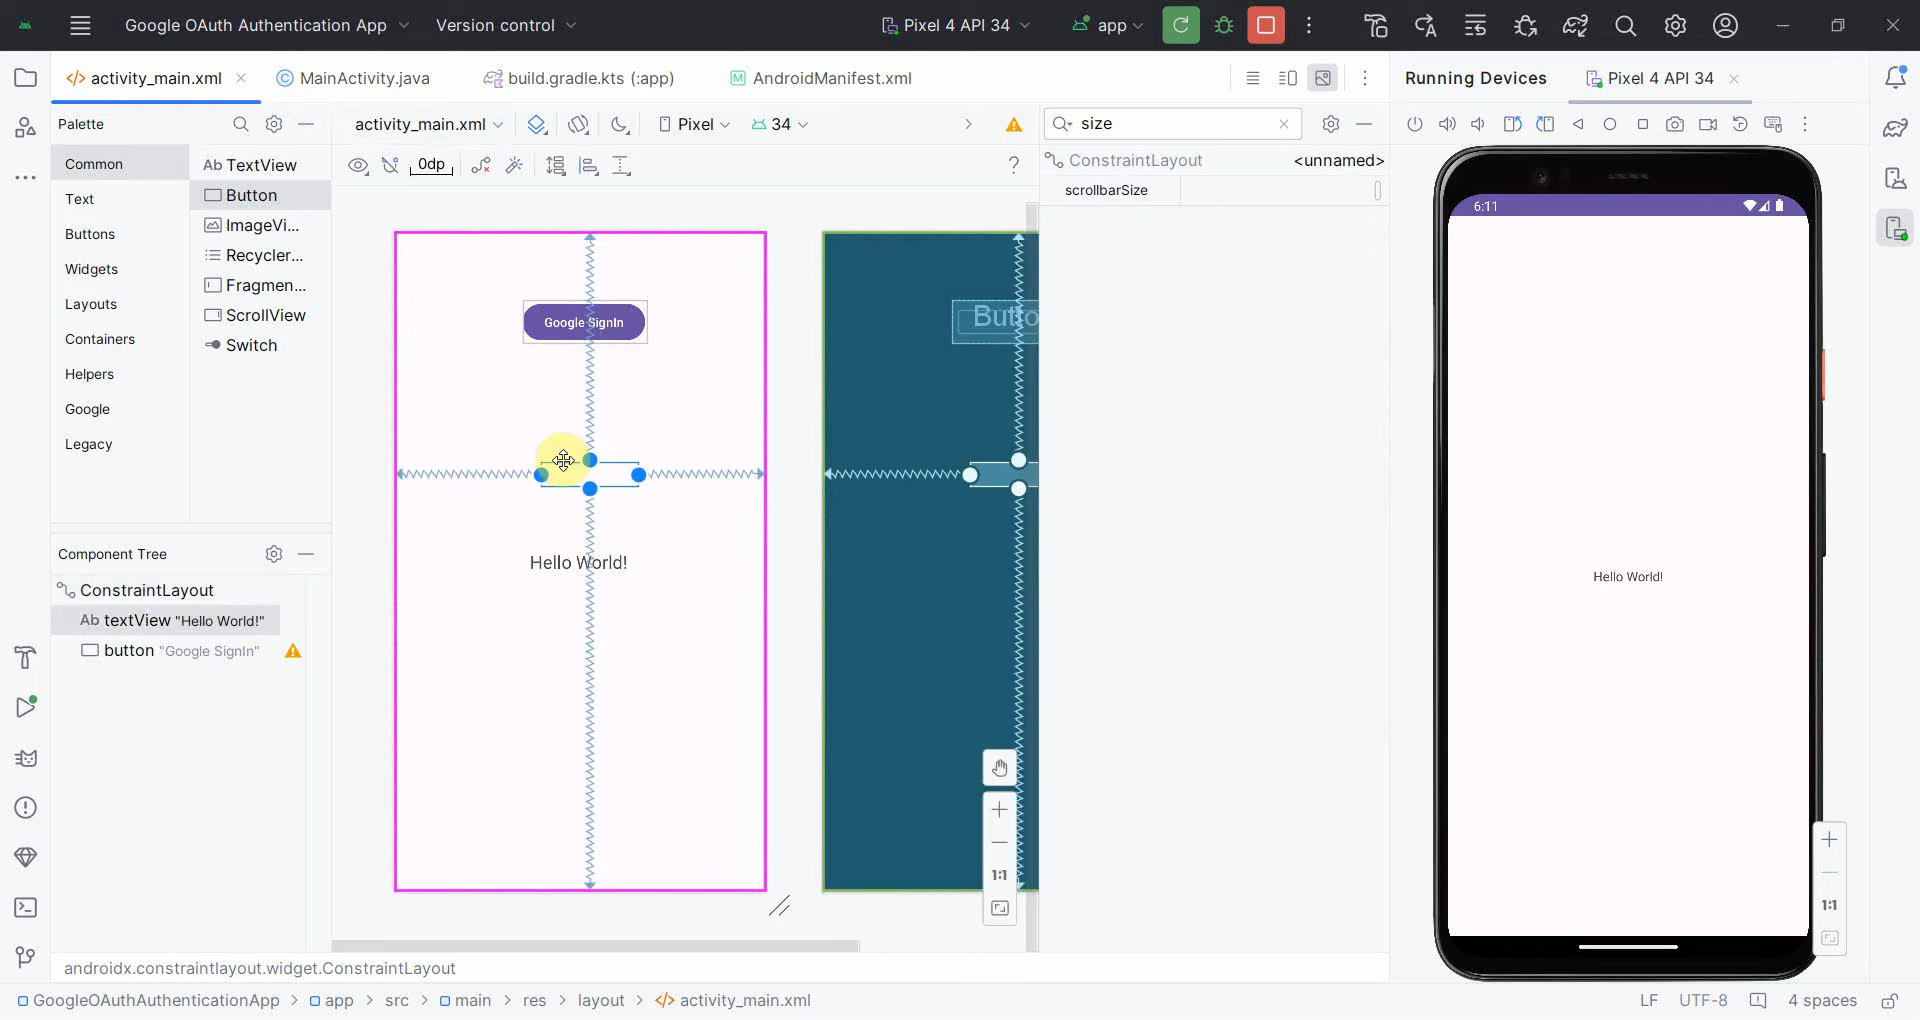 Google OAuth Authentication App
Version control
Pixel 4 API 34
app
activity_main.xml
MainActivity.java
build.gradle.kts (:app)
AndroidManifest.xml
Running Devices
Pixel 4 API 34
Palette
activity_main.xml
Pixel
34
size
Common
Text
Buttons
Widgets
Layouts
Containers
Helpers
Google
Legacy
Ab TextView
Button
ImageVi...
Recycler...
Fragmen...
ScrollView
Switch
0dp
?
ConstraintLayout
<unnamed>
scrollbarSize
Google SignIn
Butto
Hello World!
1:1
6:11
Hello World!
1:1
Component Tree
ConstraintLayout
Ab textView "Hello World!"
button "Google SignIn"
androidx.constraintlayout.widget.ConstraintLayout
GoogleOAuthAuthenticationApp > app > src > main > res > layout > activity_main.xml
LF
UTF-8
4 spaces